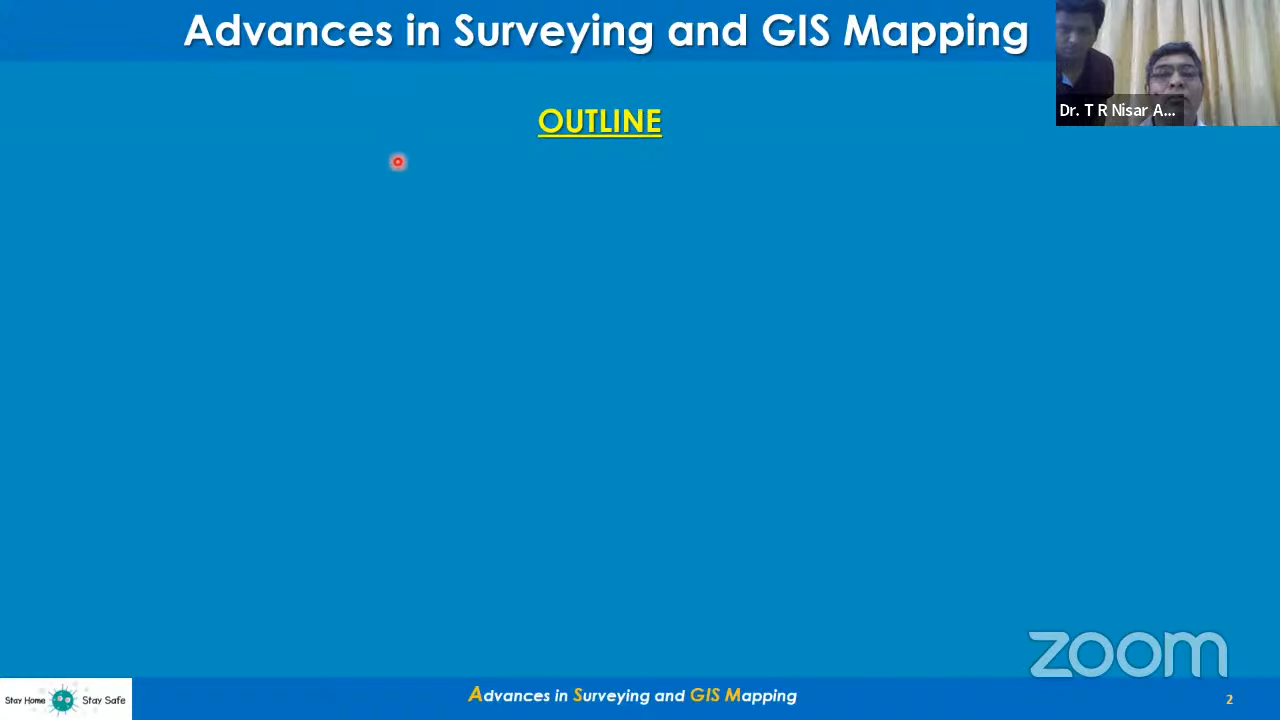 Advances in Surveying and GIS Mapping
Dr. T R Nisar A...
OUTLINE
zoom
Stay Home Stay Safe
Advances in Surveying and GIS Mapping
2